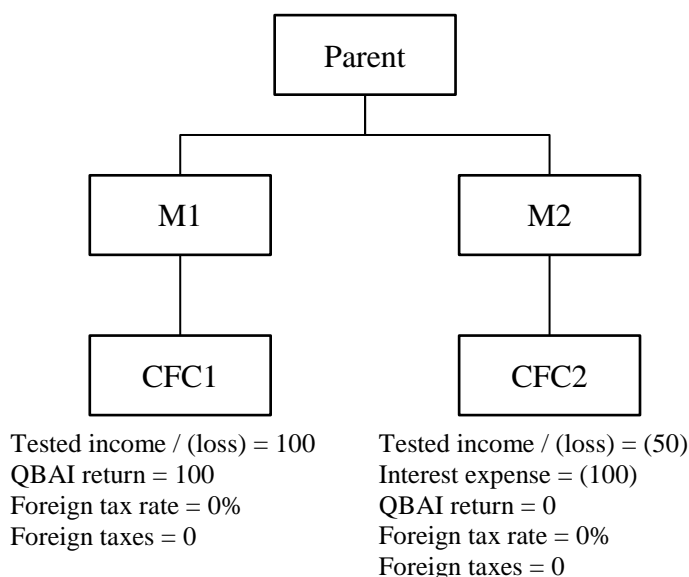 Parent
M1
M2
CFC1
CFC2
Tested income / (loss) = 100
QBAI return = 100
Foreign tax rate = 0%
Foreign taxes = 0
Tested income / (loss) = (50)
Interest expense = (100)
QBAI return = 0
Foreign tax rate = 0%
Foreign taxes = 0